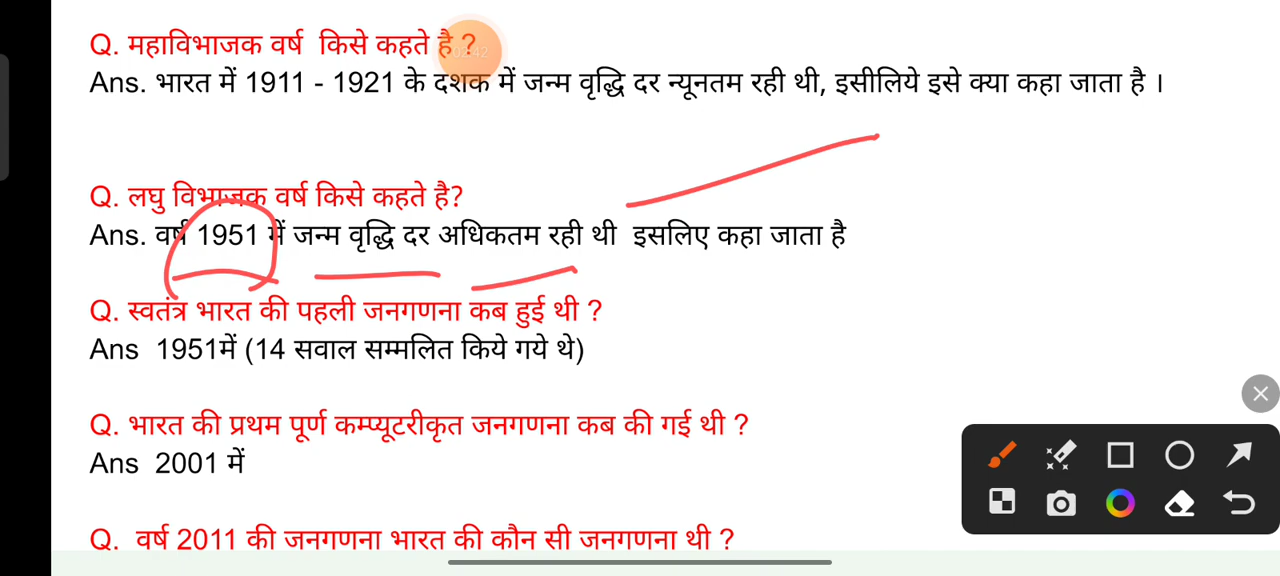 Q. महाविभाजक वर्ष किसे कहते है ?
02:42
Ans. भारत में 1911 - 1921 के दशक में जन्म वृद्धि दर न्यूनतम रही थी, इसीलिये इसे क्या कहा जाता है ।
Q. लघु विभाजक वर्ष किसे कहते है?
Ans. वर्ष 1951 में जन्म वृद्धि दर अधिकतम रही थी इसलिए कहा जाता है
Q. स्वतंत्र भारत की पहली जनगणना कब हुई थी ?
Ans 1951में (14 सवाल सम्मलित किये गये थे)
Q. भारत की प्रथम पूर्ण कम्प्यूटरीकृत जनगणना कब की गई थी ?
Ans 2001 में
Q. वर्ष 2011 की जनगणना भारत की कौन सी जनगणना थी ?